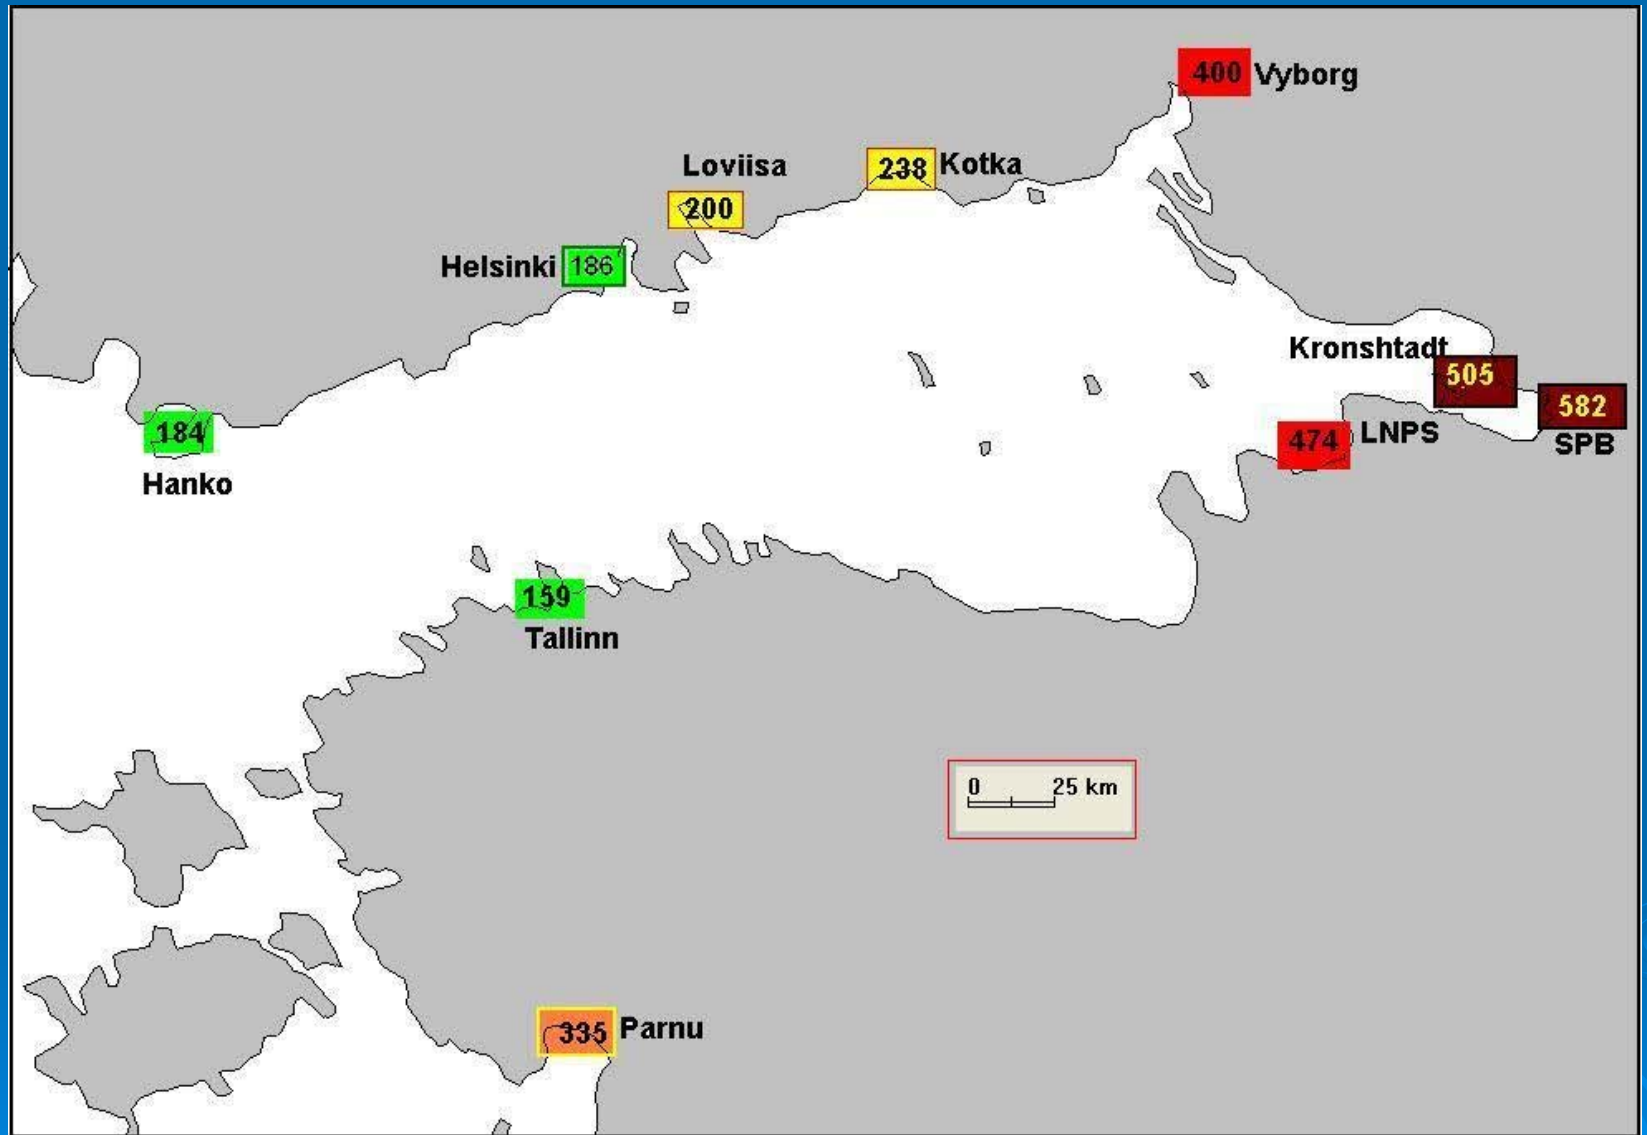 400 Vyborg
Loviisa
238 Kotka
200
Helsinki 186
Kronshtadt
505
582
184
474 LNPS
SPB
Hanko
159
Tallinn
0 25 km
335 Parnu